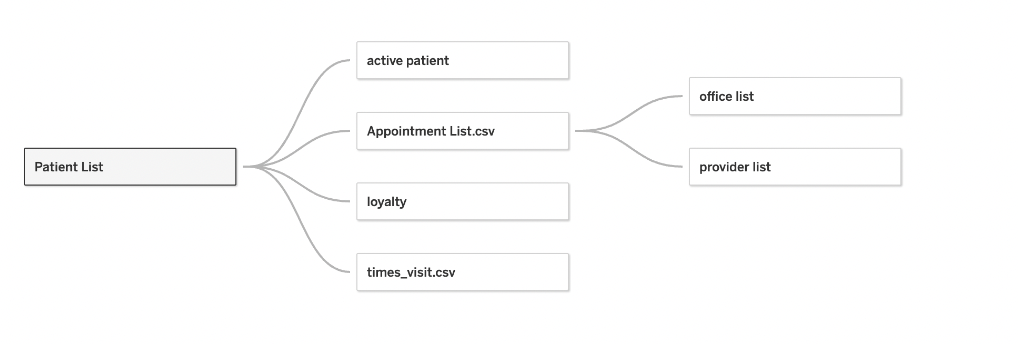 Patient List
active patient
Appointment List.csv
loyalty
times_visit.csv
office list
provider list